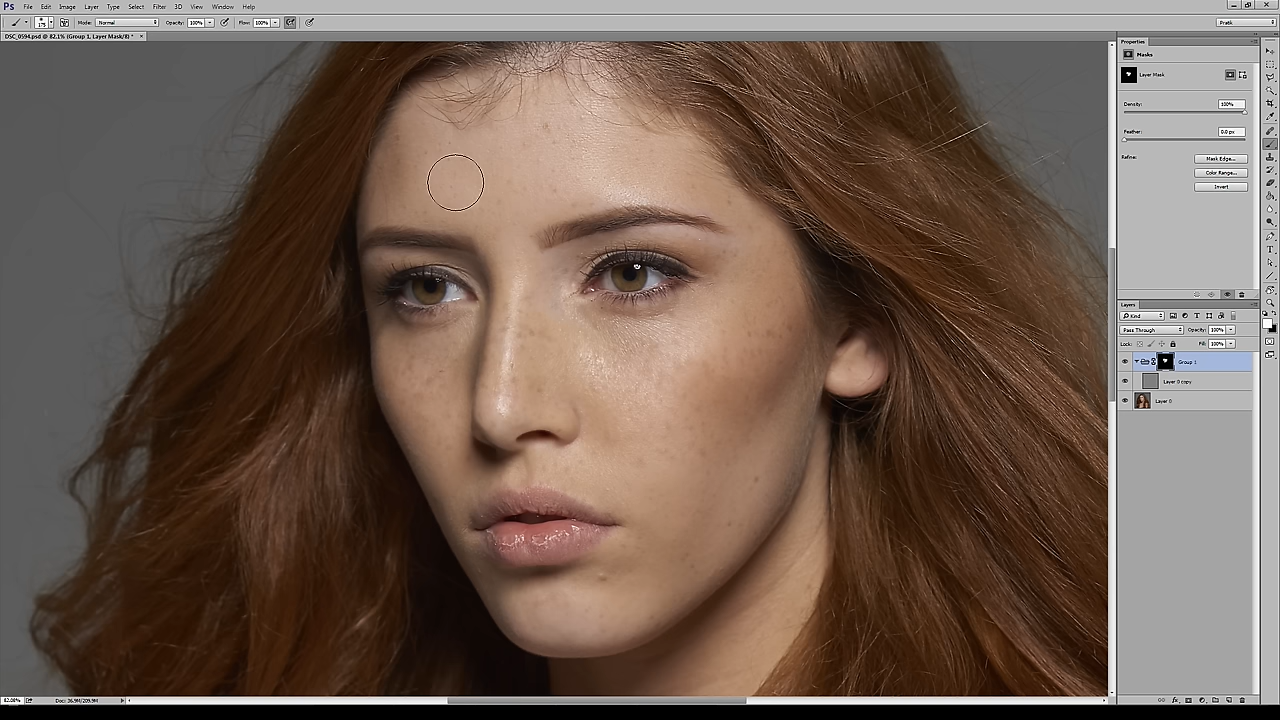 Ps File Edit Image Layer Type Select Filter 3D View Window Help
175 Mode: Normal Opacity: 100% Flow: 100% Pratik
DSC_0594.psd @ 82.1% (Group 1, Layer Mask/8) *
Properties
Masks
Layer Mask
Density: 100%
Feather: 0.0 px
Refine: Mask Edge...
Color Range...
Invert
Layers
Kind
Pass Through Opacity: 100%
Lock: Fill: 100%
Group 1
Layer 0 copy
Layer 0
Doc: 36.9M/209.9M